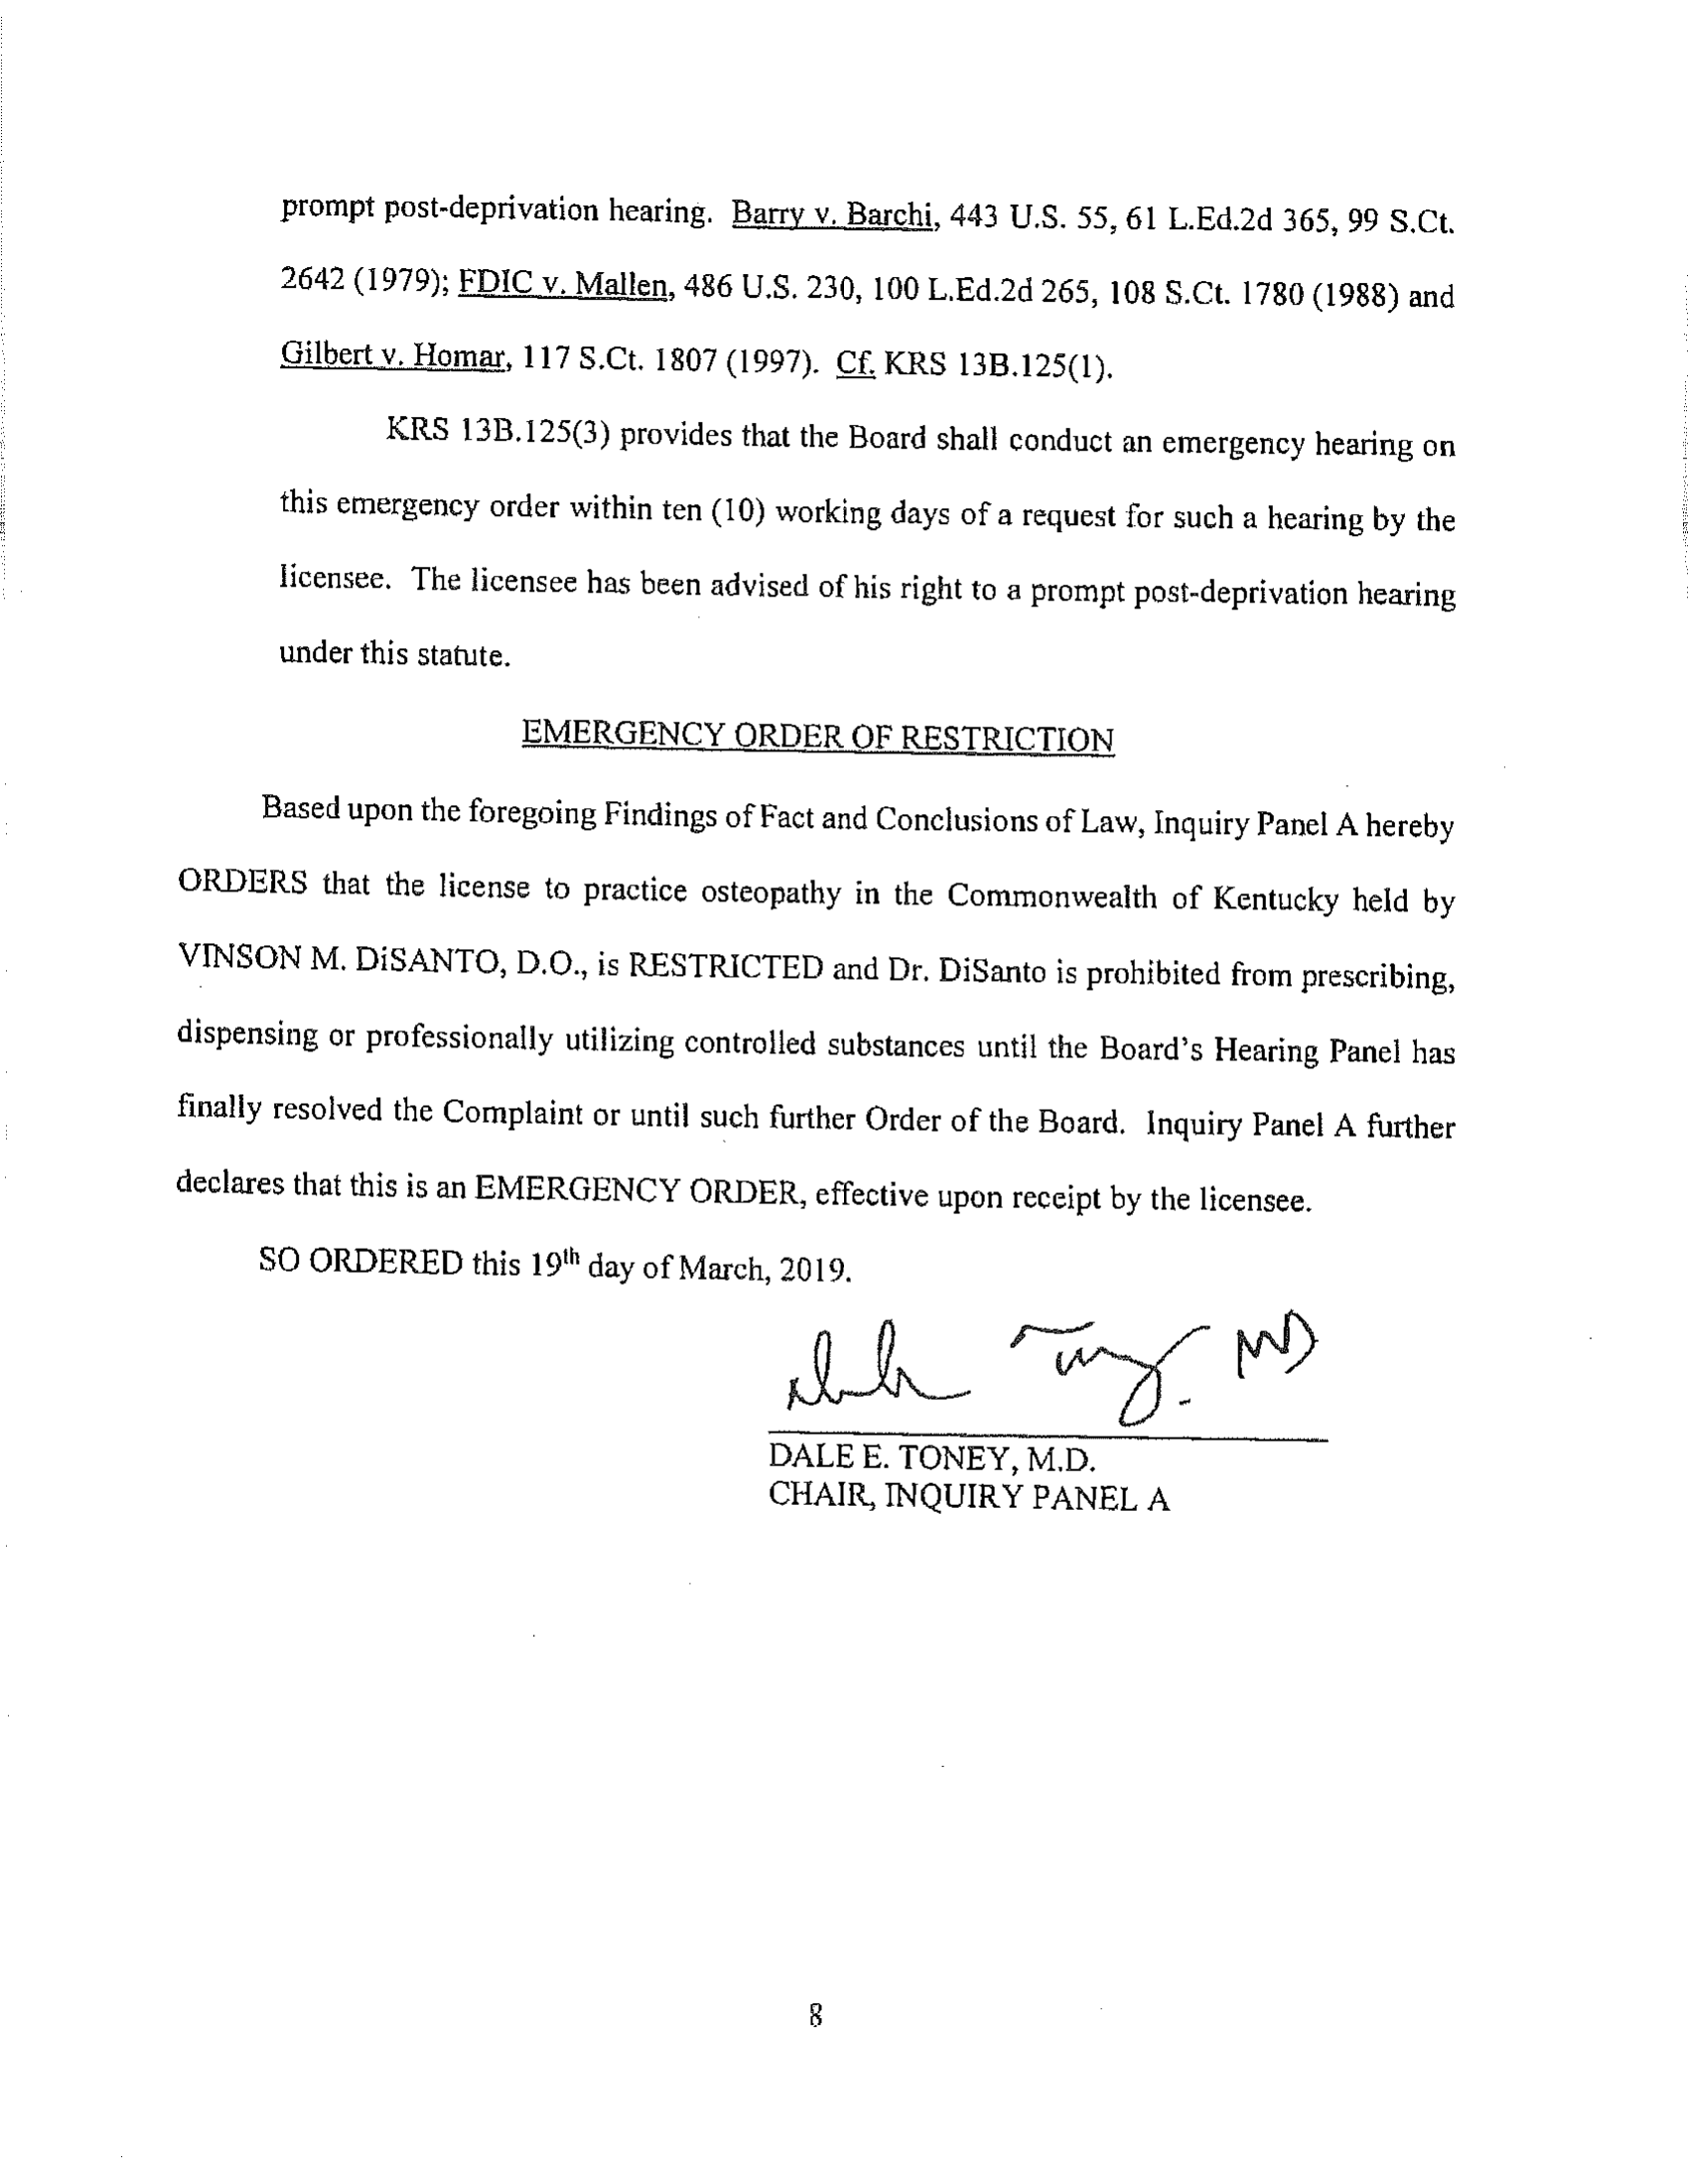 prompt post-deprivation hearing. Barry v. Barchi, 443 U.S. 55, 61 L.Ed.2d 365, 99 S.Ct.
2642 (1979); FDIC v. Mallen, 486 U.S. 230, 100 L.Ed.2d 265, 108 S.Ct. 1780 (1988) and
Gilbert v. Homar, 117 S.Ct. 1807 (1997). Cf. KRS 13B.125(1).
KRS 13B.125(3) provides that the Board shall conduct an emergency hearing on
this emergency order within ten (10) working days of a request for such a hearing by the
licensee. The licensee has been advised of his right to a prompt post-deprivation hearing
under this statute.
EMERGENCY ORDER OF RESTRICTION
Based upon the foregoing Findings of Fact and Conclusions of Law, Inquiry Panel A hereby
ORDERS that the license to practice osteopathy in the Commonwealth of Kentucky held by
VINSON M. DiSANTO, D.O., is RESTRICTED and Dr. DiSanto is prohibited from prescribing,
dispensing or professionally utilizing controlled substances until the Board's Hearing Panel has
finally resolved the Complaint or until such further Order of the Board. Inquiry Panel A further
declares that this is an EMERGENCY ORDER, effective upon receipt by the licensee.
SO ORDERED this 19th day of March, 2019.
MD
DALE E. TONEY, M.D.
CHAIR, INQUIRY PANEL A
8